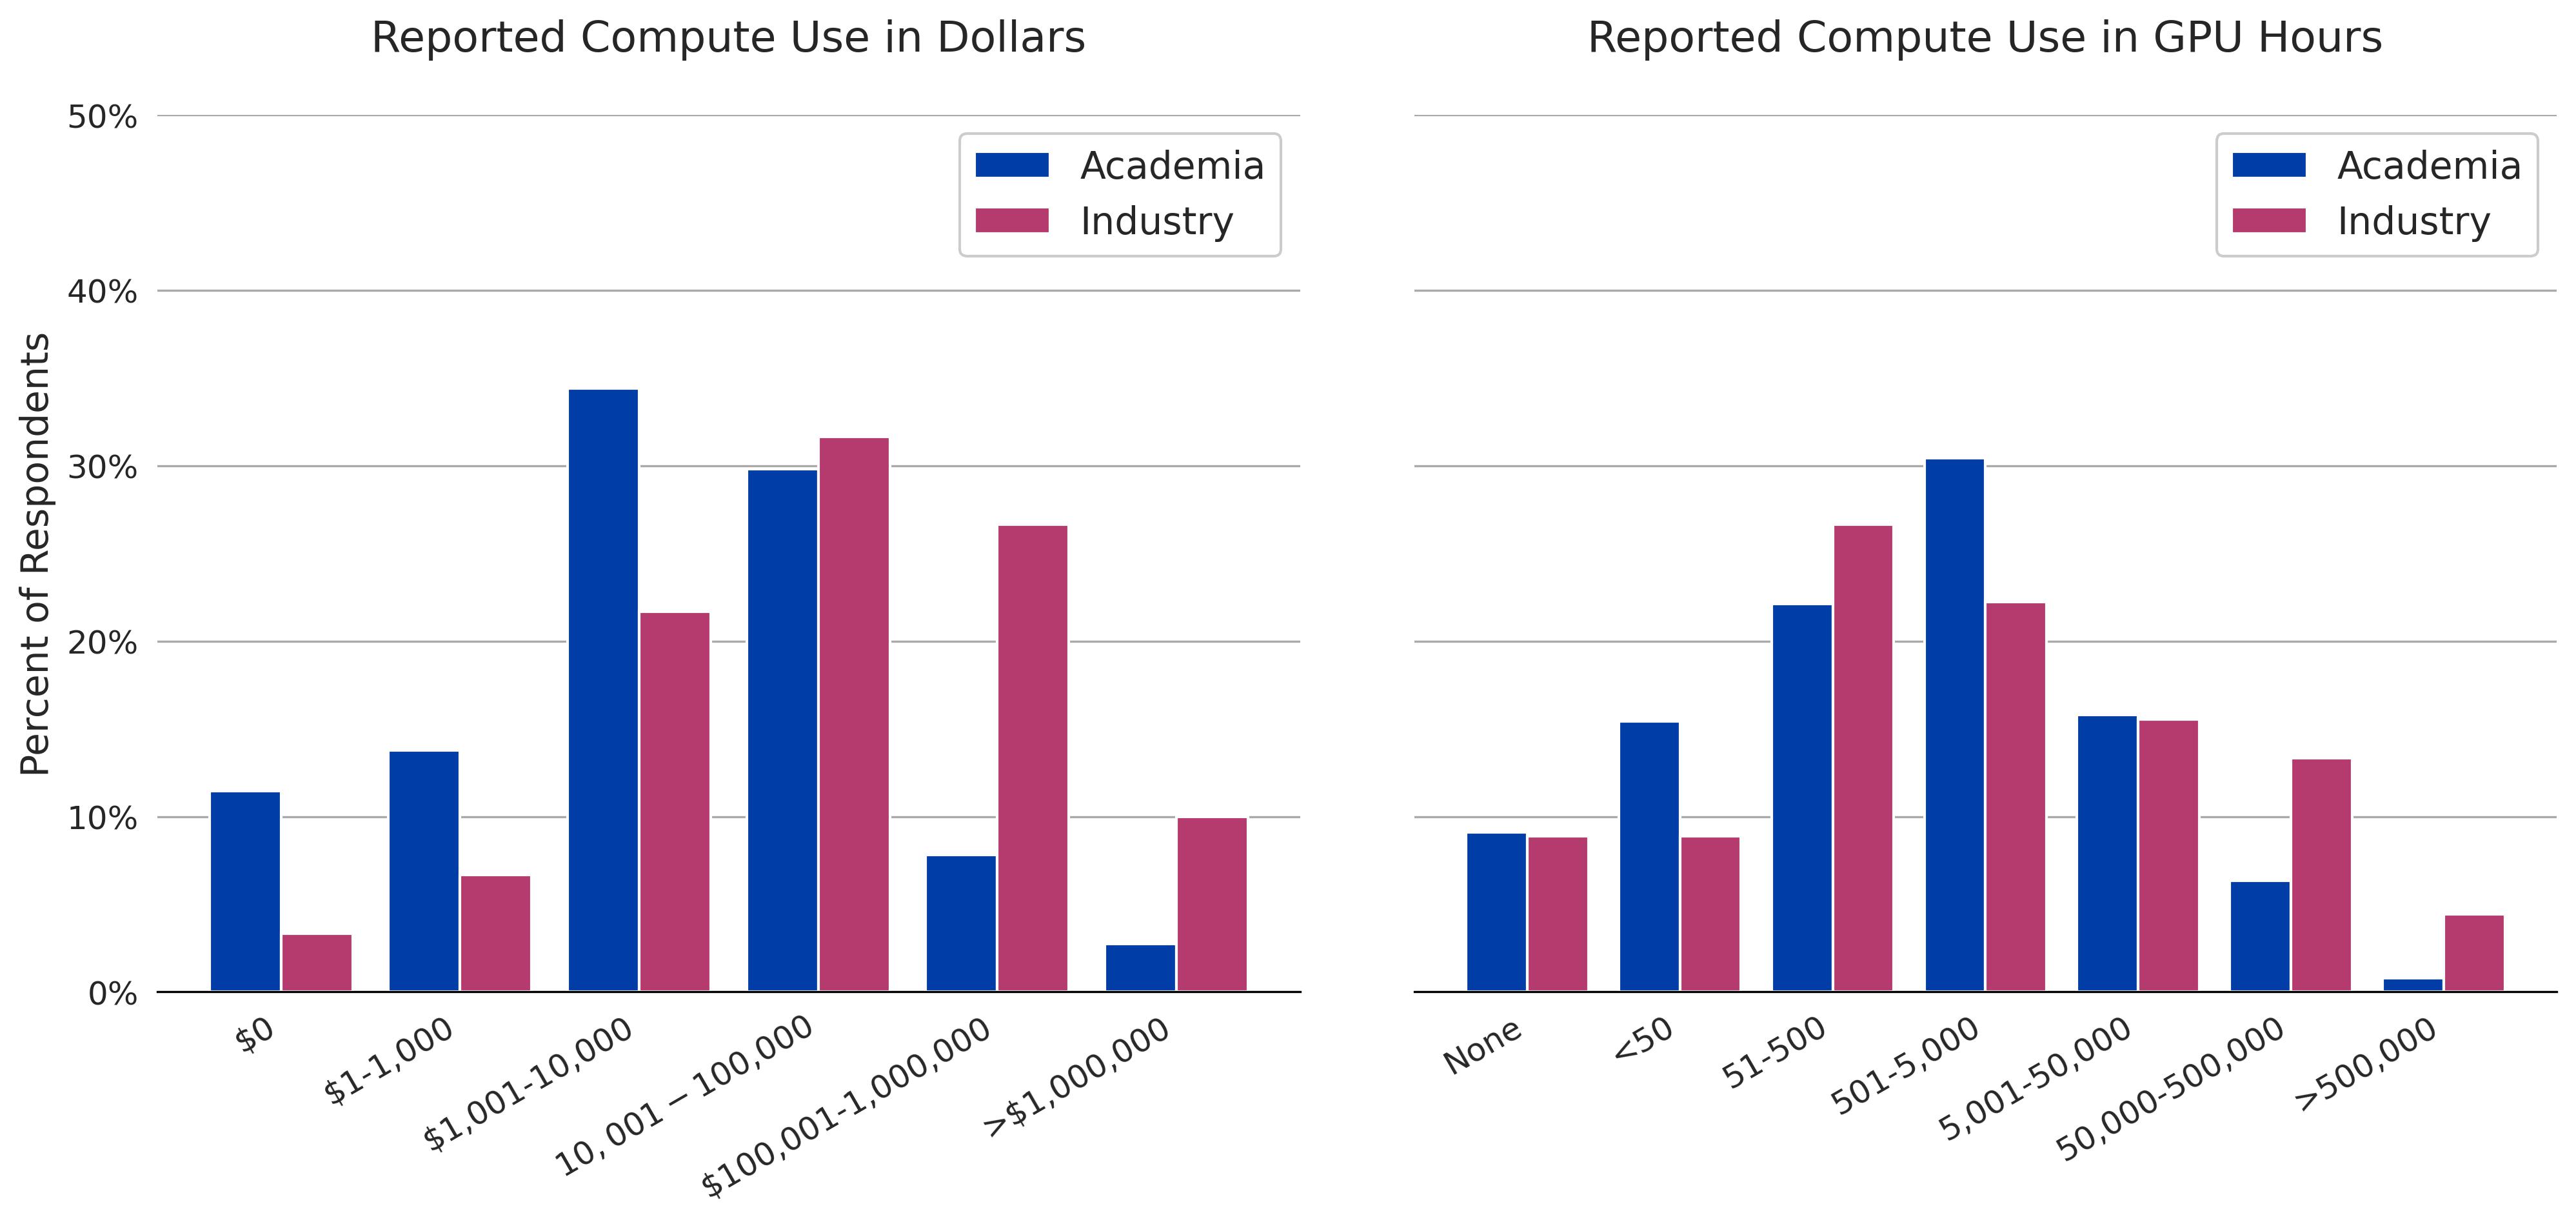 Reported Compute Use in Dollars
Reported Compute Use in GPU Hours
Percent of Respondents
50%
40%
30%
20%
10%
0%
Academia
Industry
$0
$1-1,000
$1,001-10,000
10,001 − 100,000
$100,001-1,000,000
>$1,000,000
Academia
Industry
None
<50
51-500
501-5,000
5,001-50,000
50,000-500,000
>500,000